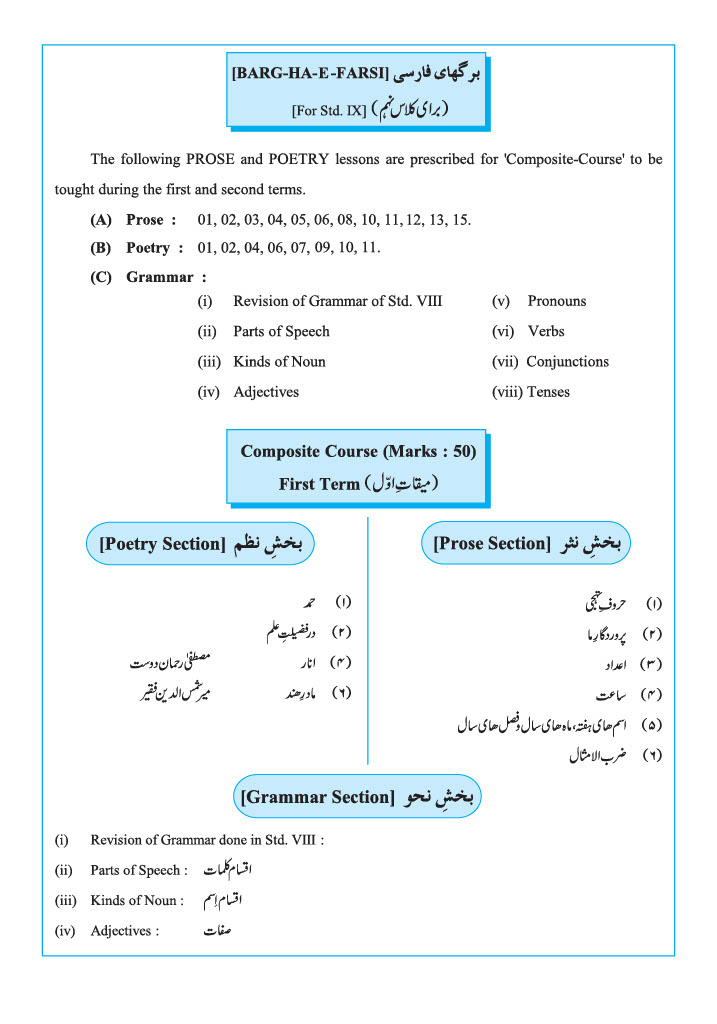 [BARG-HA-E-FARSI] برگهای فارسی
[For Std. IX] (برای کلاس نہم)
The following PROSE and POETRY lessons are prescribed for 'Composite-Course' to be
tought during the first and second terms.
(A) Prose : 01, 02, 03, 04, 05, 06, 08, 10, 11, 12, 13, 15.
(B) Poetry : 01, 02, 04, 06, 07, 09, 10, 11.
(C) Grammar :
(i) Revision of Grammar of Std. VIII (v) Pronouns
(ii) Parts of Speech (vi) Verbs
(iii) Kinds of Noun (vii) Conjunctions
(iv) Adjectives (viii) Tenses
Composite Course (Marks : 50)
First Term (میقاتِ اوّل)
بخشِ نثر [Prose Section]
(۱) حروفِ تہجی
(۲) پروردگارِ ما
(۳) اعداد
(۴) ساعت
(۵) اسم های ہفتہ، ماہ های سال و فصل های سال
(۶) ضرب الامثال
بخشِ نظم [Poetry Section]
(۱) حمد
(۲) در فضیلتِ علم
(۴) انار مصطفیٰ رحمان دوست
(۶) مادرِ هند میر شمس الدین فقیر
بخشِ نحو [Grammar Section]
(i) Revision of Grammar done in Std. VIII :
(ii) Parts of Speech : اقسامِ کلمات
(iii) Kinds of Noun : اقسامِ اِسم
(iv) Adjectives : صفات